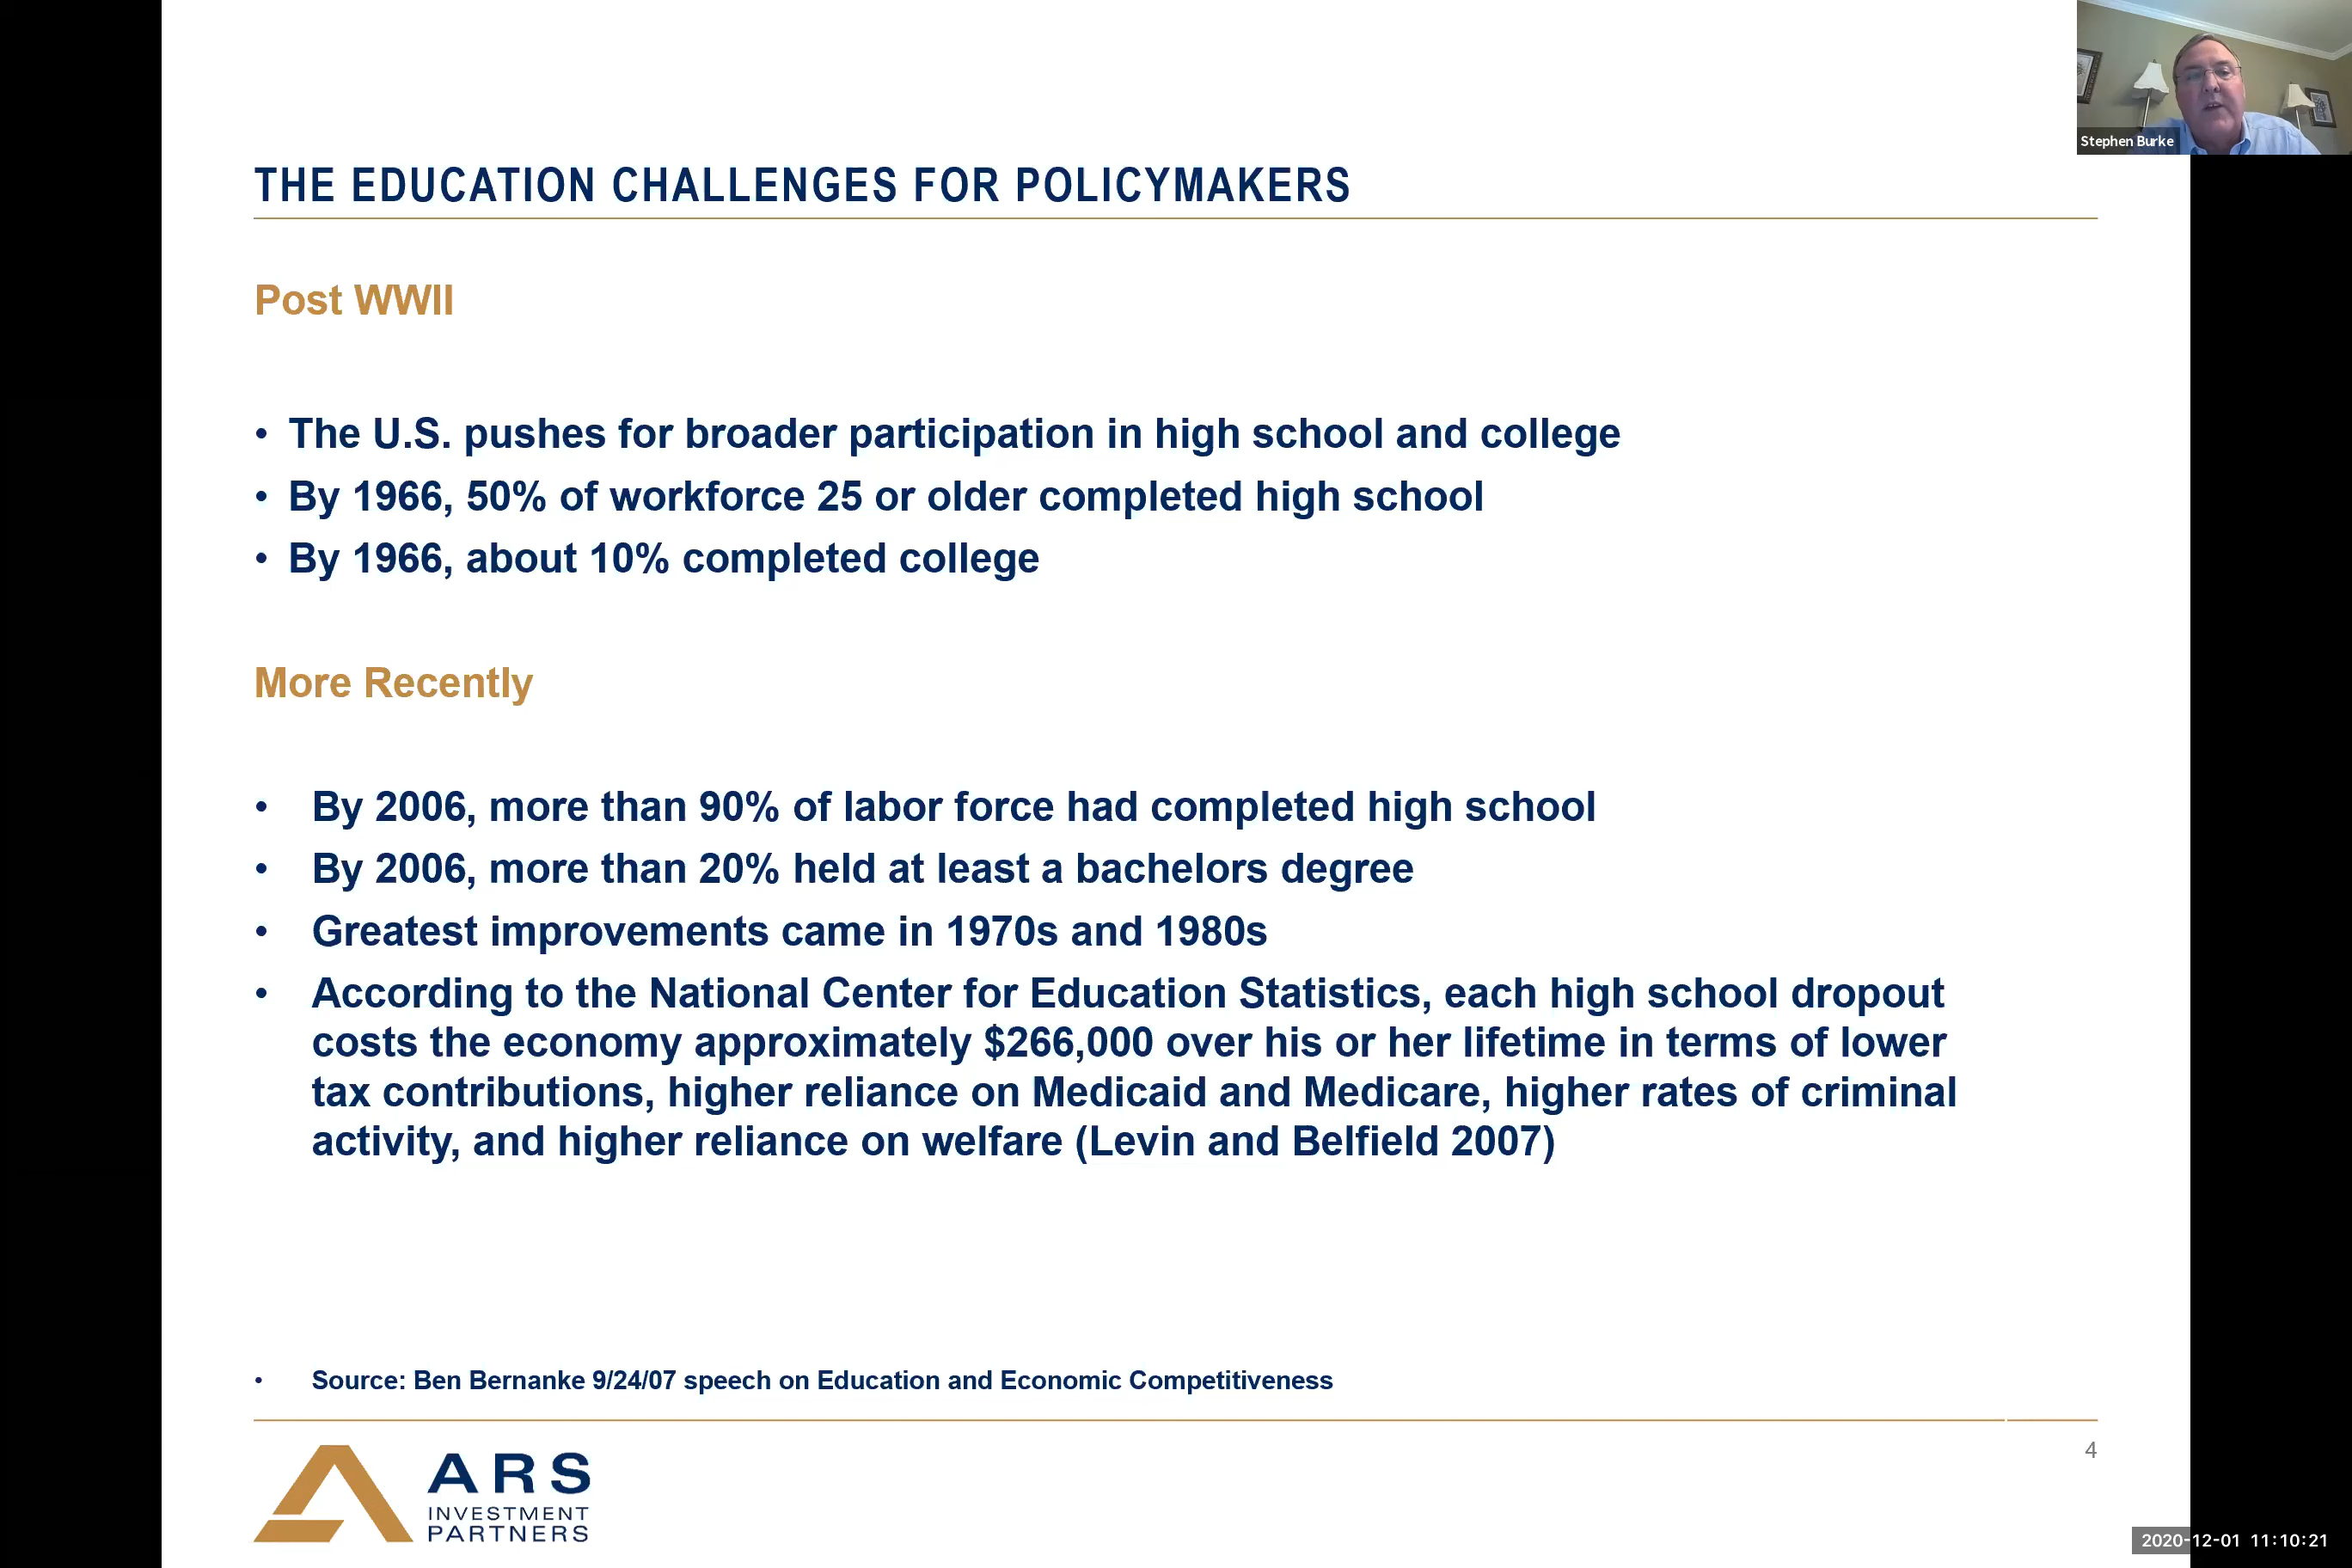 Stephen Burke
THE EDUCATION CHALLENGES FOR POLICYMAKERS
Post WWII
• The U.S. pushes for broader participation in high school and college
• By 1966, 50% of workforce 25 or older completed high school
• By 1966, about 10% completed college
More Recently
• By 2006, more than 90% of labor force had completed high school
• By 2006, more than 20% held at least a bachelors degree
• Greatest improvements came in 1970s and 1980s
• According to the National Center for Education Statistics, each high school dropout
costs the economy approximately $266,000 over his or her lifetime in terms of lower
tax contributions, higher reliance on Medicaid and Medicare, higher rates of criminal
activity, and higher reliance on welfare (Levin and Belfield 2007)
• Source: Ben Bernanke 9/24/07 speech on Education and Economic Competitiveness
4
ARS
INVESTMENT
PARTNERS
2020-12-01 11:10:21